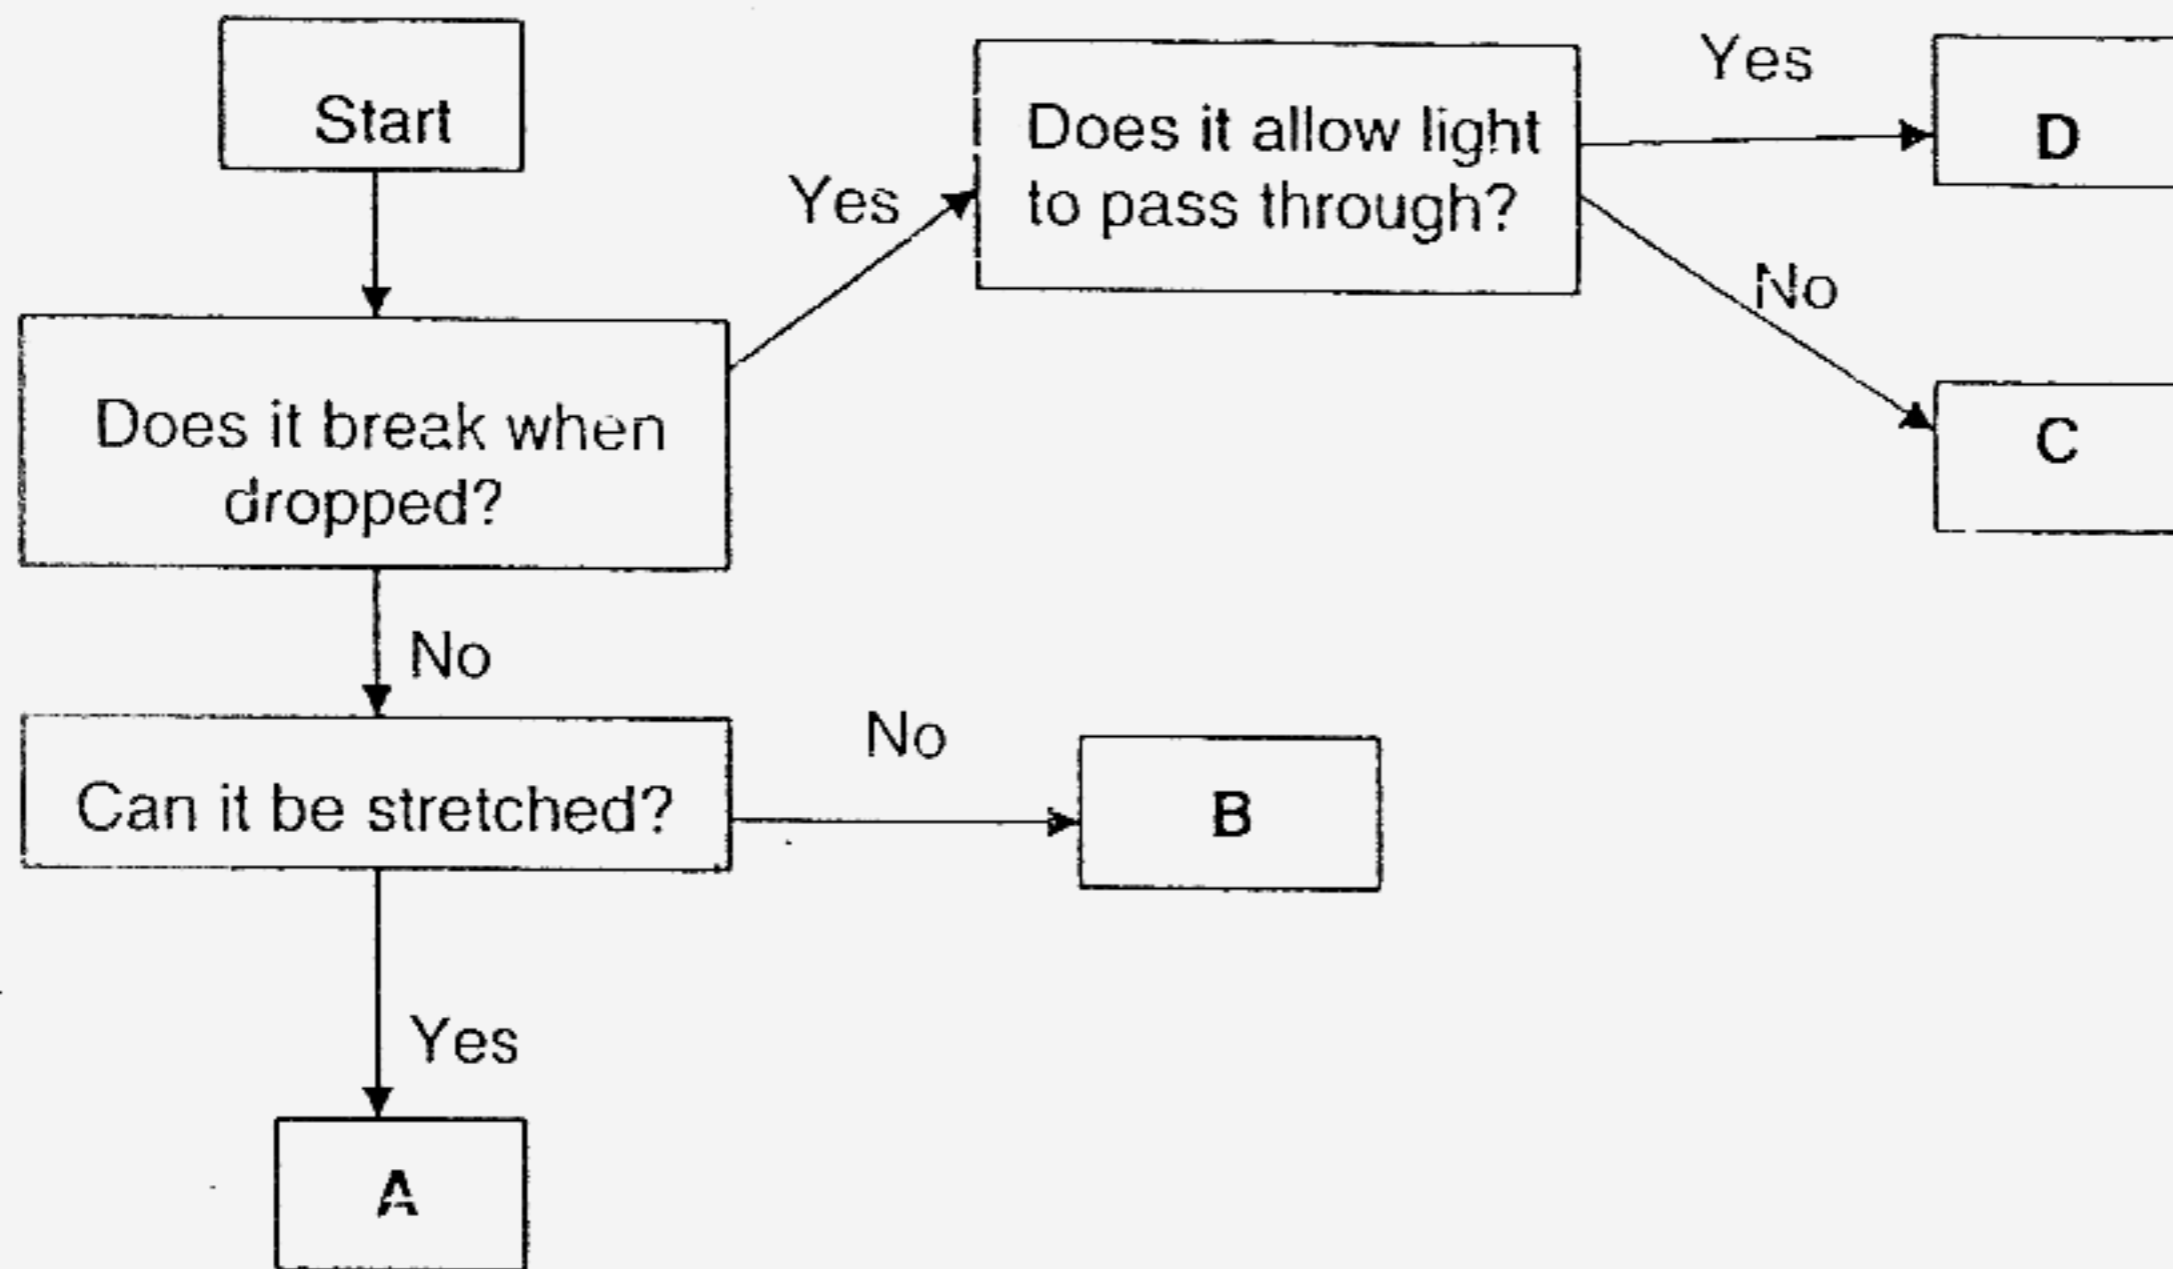 Start
Does it allow light
to pass through?
Yes
D
Yes
No
C
Does it break when
dropped?
No
Can it be stretched?
No
B
Yes
A